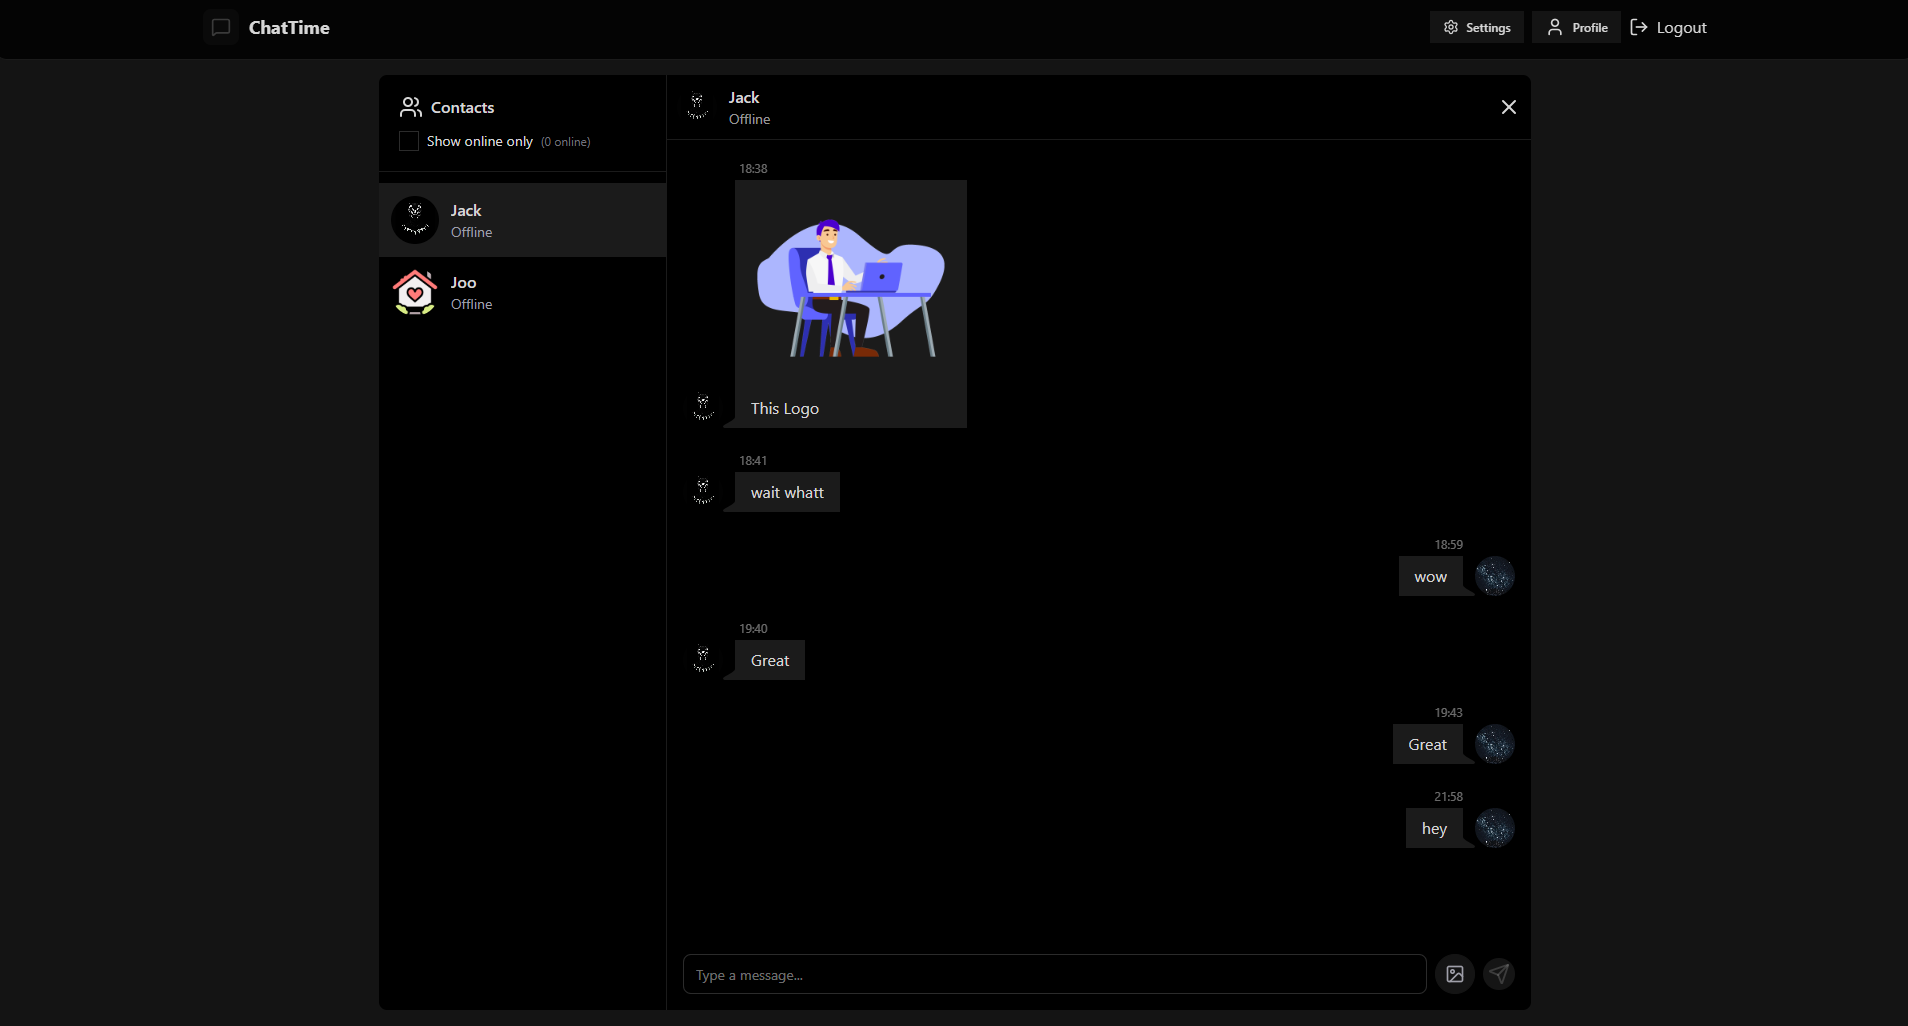 ChatTime
Settings
Profile
Logout
Contacts
Show online only (0 online)
Jack
Offline
Joo
Offline
Jack
Offline
18:38
This Logo
18:41
wait whatt
18:59
wow
19:40
Great
19:43
Great
21:58
hey
Type a message...